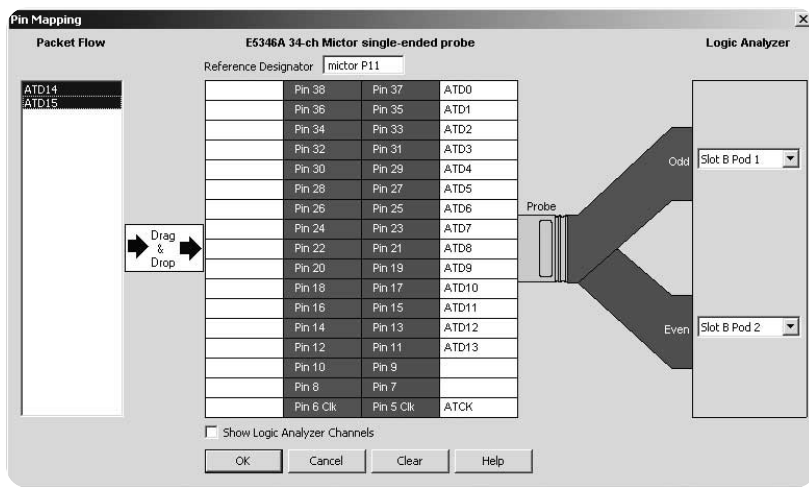 Pin Mapping
Packet Flow
E5346A 34-ch Mictor single-ended probe
Logic Analyzer
Reference Designator mictor P11
ATD14
ATD15
Pin 38 Pin 37 ATD0
Pin 36 Pin 35 ATD1
Pin 34 Pin 33 ATD2
Pin 32 Pin 31 ATD3
Pin 30 Pin 29 ATD4
Pin 28 Pin 27 ATD5
Pin 26 Pin 25 ATD6
Pin 24 Pin 23 ATD7
Pin 22 Pin 21 ATD8
Pin 20 Pin 19 ATD9
Pin 18 Pin 17 ATD10
Pin 16 Pin 15 ATD11
Pin 14 Pin 13 ATD12
Pin 12 Pin 11 ATD13
Pin 10 Pin 9
Pin 8 Pin 7
Pin 6 Clk Pin 5 Clk ATCK
Drag
&
Drop
Probe
Odd Slot B Pod 1
Even Slot B Pod 2
Show Logic Analyzer Channels
OK Cancel Clear Help